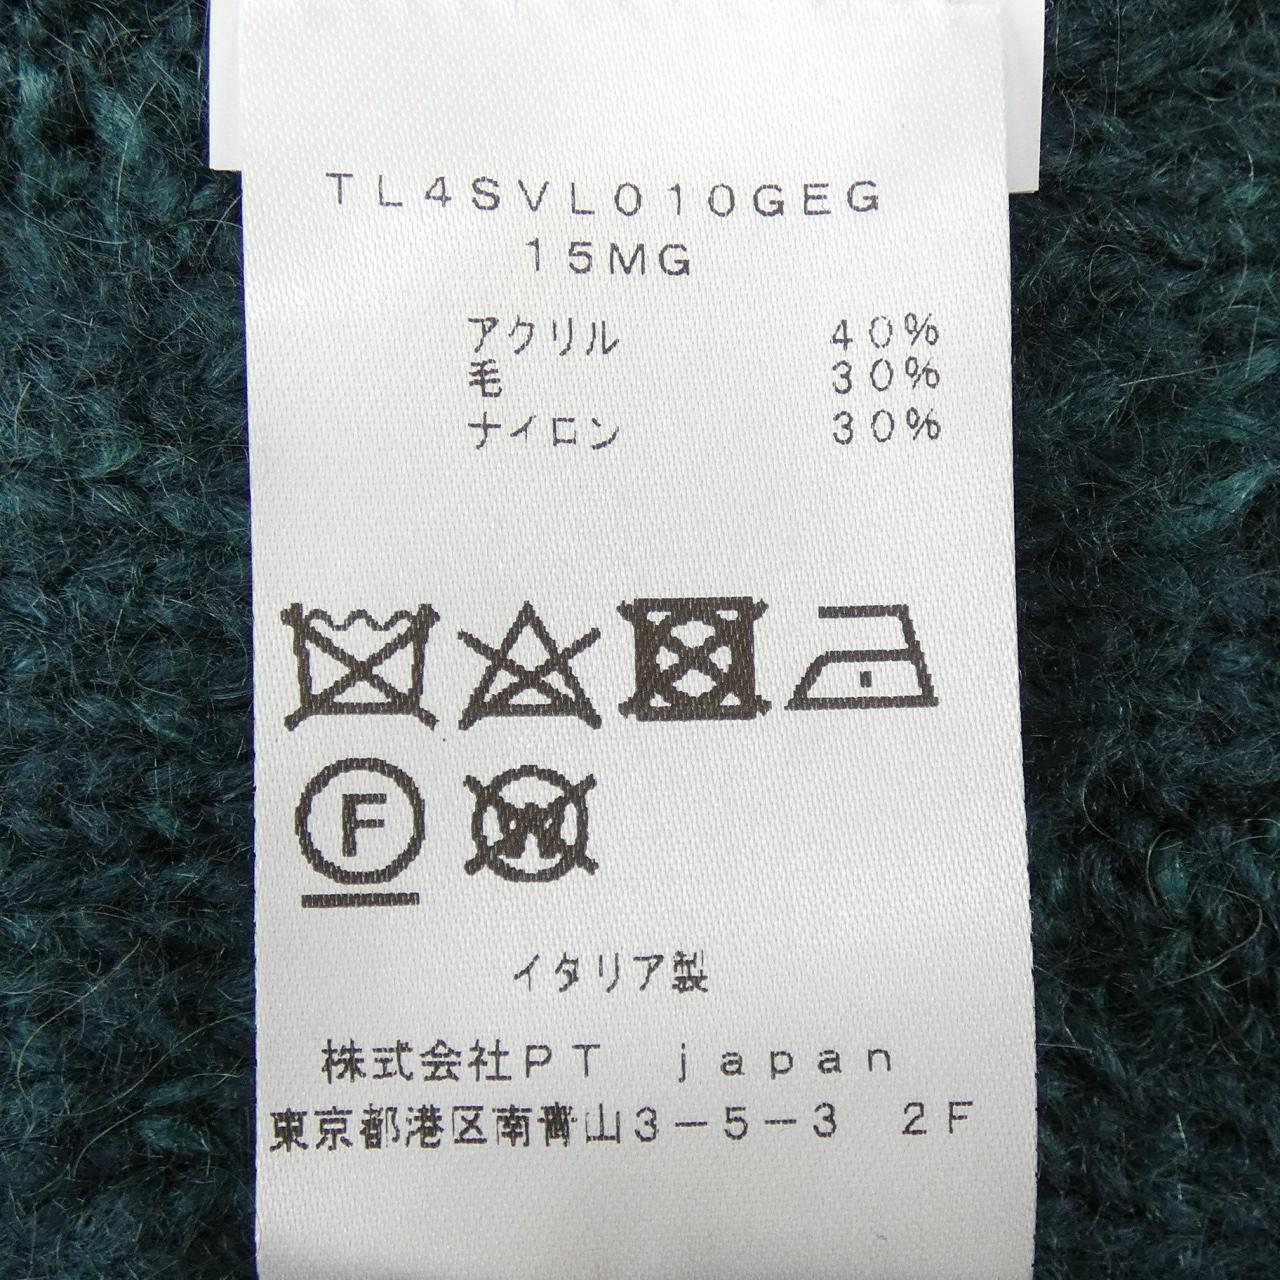 TL4SVL010GEG
15MG
アクリル 40%
毛 30%
ナイロン 30%
F
W
イタリア製
株式会社PT japan
東京都港区南青山3-5-3 2F